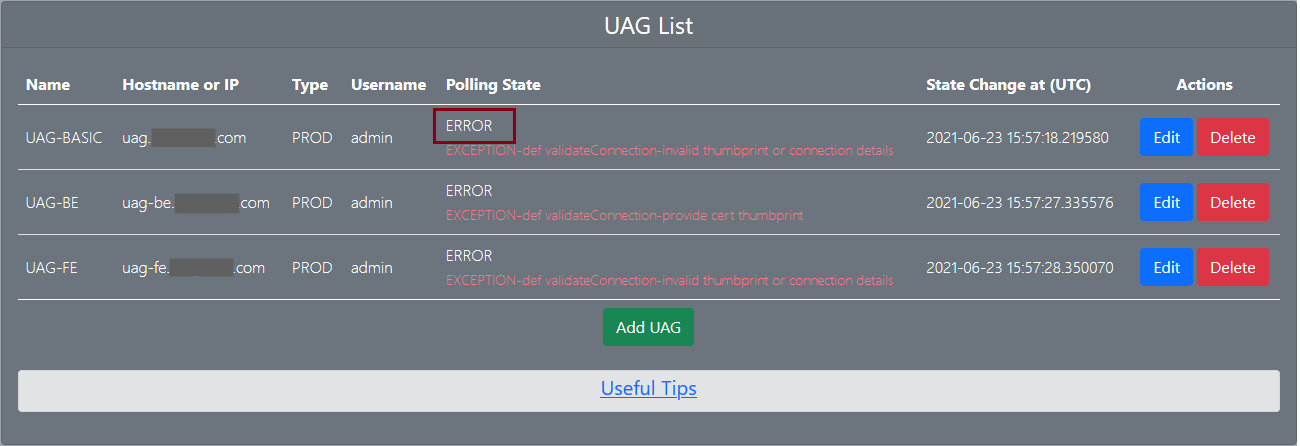 UAG List
Name Hostname or IP Type Username Polling State State Change at (UTC) Actions
UAG-BASIC uag. .com PROD admin ERROR 2021-06-23 15:57:18.219580 Edit Delete
EXCEPTION-def validateConnection-invalid thumbprint or connection details
UAG-BE uag-be. .com PROD admin ERROR 2021-06-23 15:57:27.335576 Edit Delete
EXCEPTION-def validateConnection-provide cert thumbprint
UAG-FE uag-fe. .com PROD admin ERROR 2021-06-23 15:57:28.350070 Edit Delete
EXCEPTION-def validateConnection-invalid thumbprint or connection details
Add UAG
Useful Tips